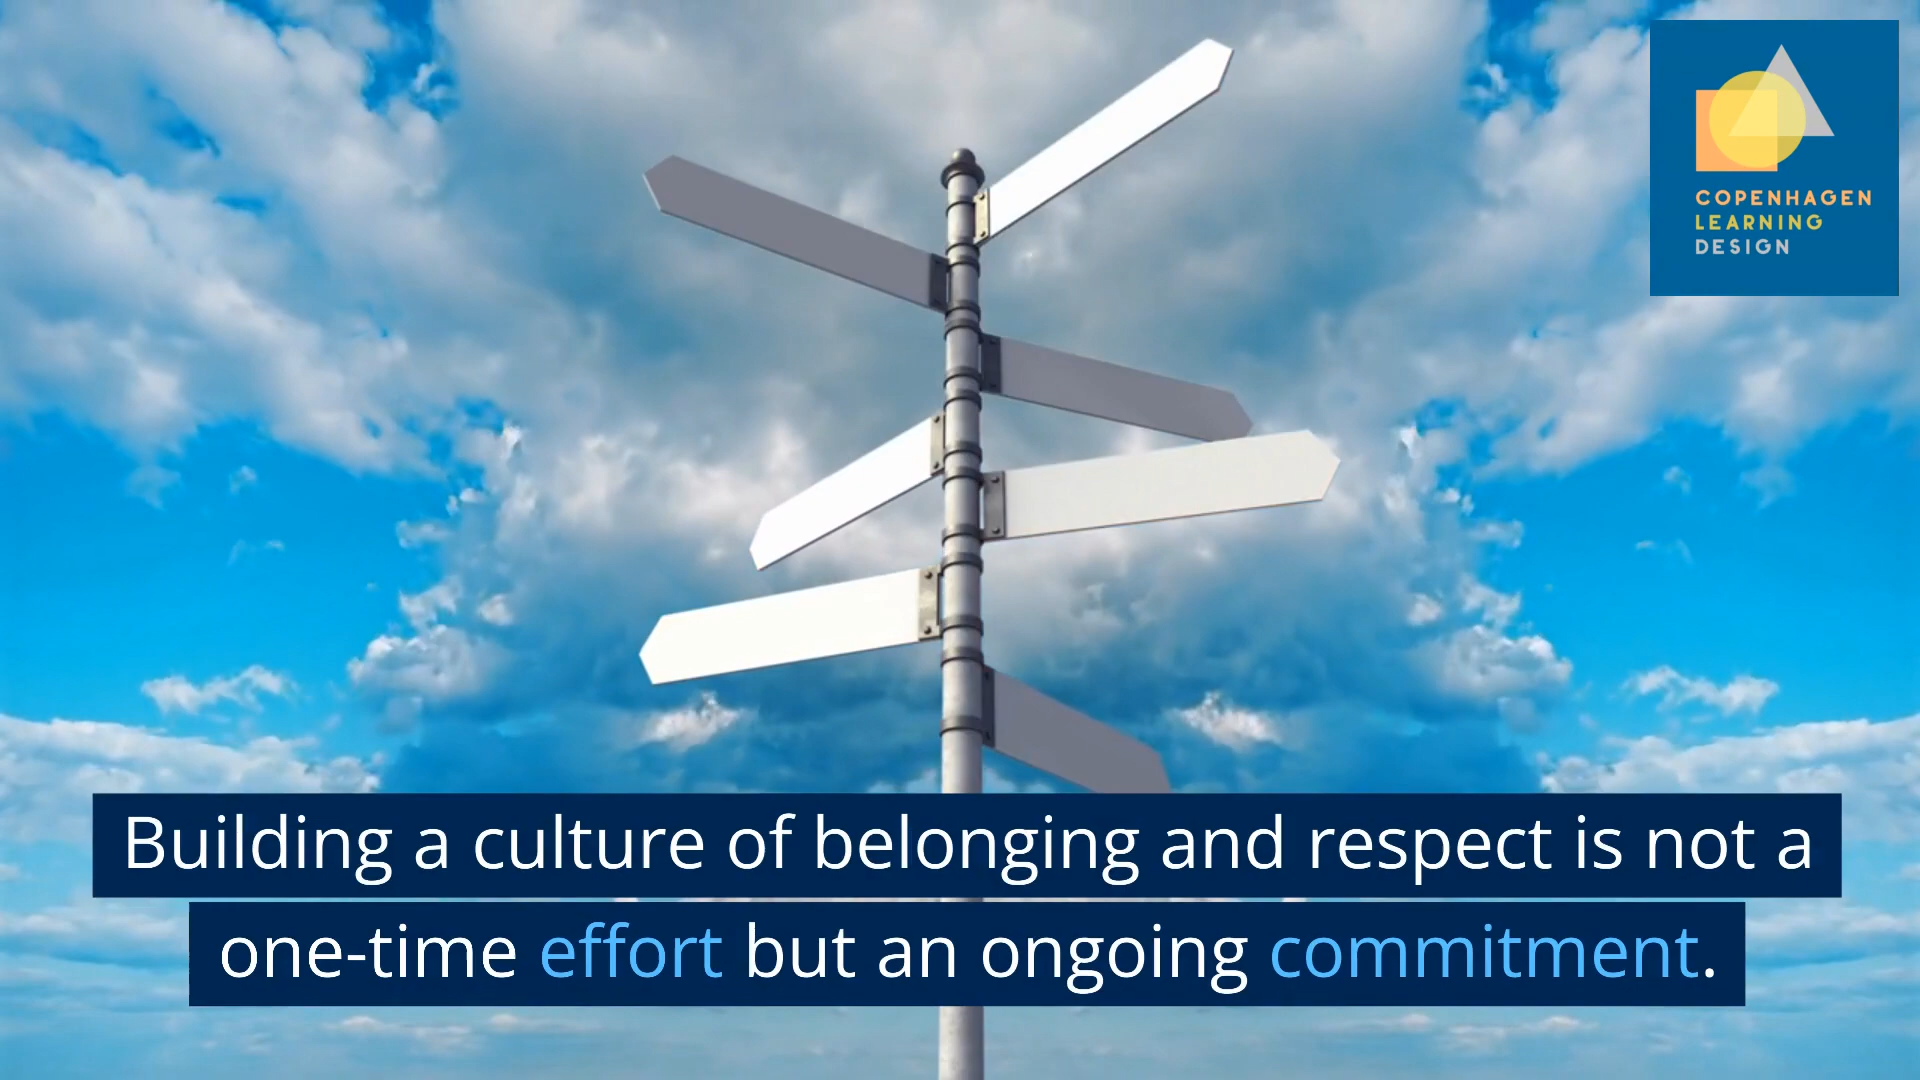 COPENHAGEN
LEARNING
DESIGN
Building a culture of belonging and respect is not a
one-time effort but an ongoing commitment.